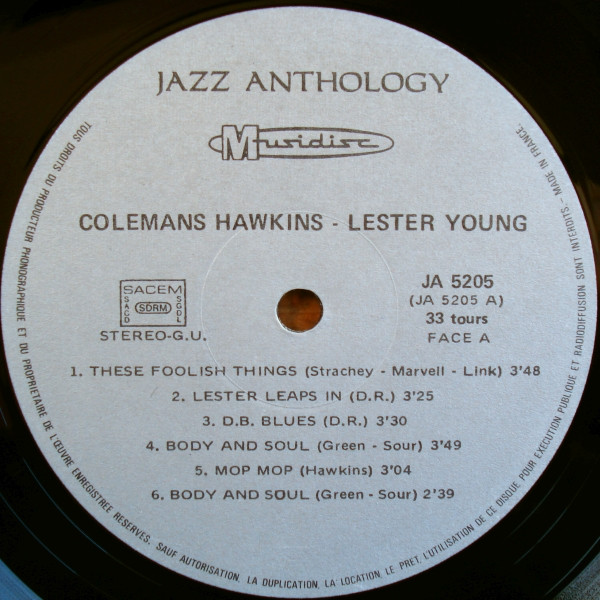 JAZZ ANTHOLOGY
Musidisc
COLEMANS HAWKINS - LESTER YOUNG
SACEM
SACD
SDRM
SGDL
STEREO-G.U.
JA 5205
(JA 5205 A)
33 tours
FACE A
1. THESE FOOLISH THINGS (Strachey - Marvell - Link) 3'48
2. LESTER LEAPS IN (D.R.) 3'25
3. D.B. BLUES (D.R.) 3'30
4. BODY AND SOUL (Green - Sour) 3'49
5. MOP MOP (Hawkins) 3'04
6. BODY AND SOUL (Green - Sour) 2'39
TOUS DROITS DU PRODUCTEUR PHONOGRAPHIQUE ET DU PROPRIETAIRE DE L'ŒUVRE ENREGISTREE RESERVES. SAUF AUTORISATION, LA DUPLICATION, LA LOCATION, LE PRET, L'UTILISATION DE CE DISQUE POUR EXECUTION PUBLIQUE ET RADIODIFFUSION SONT INTERDITS - MADE IN FRANCE.